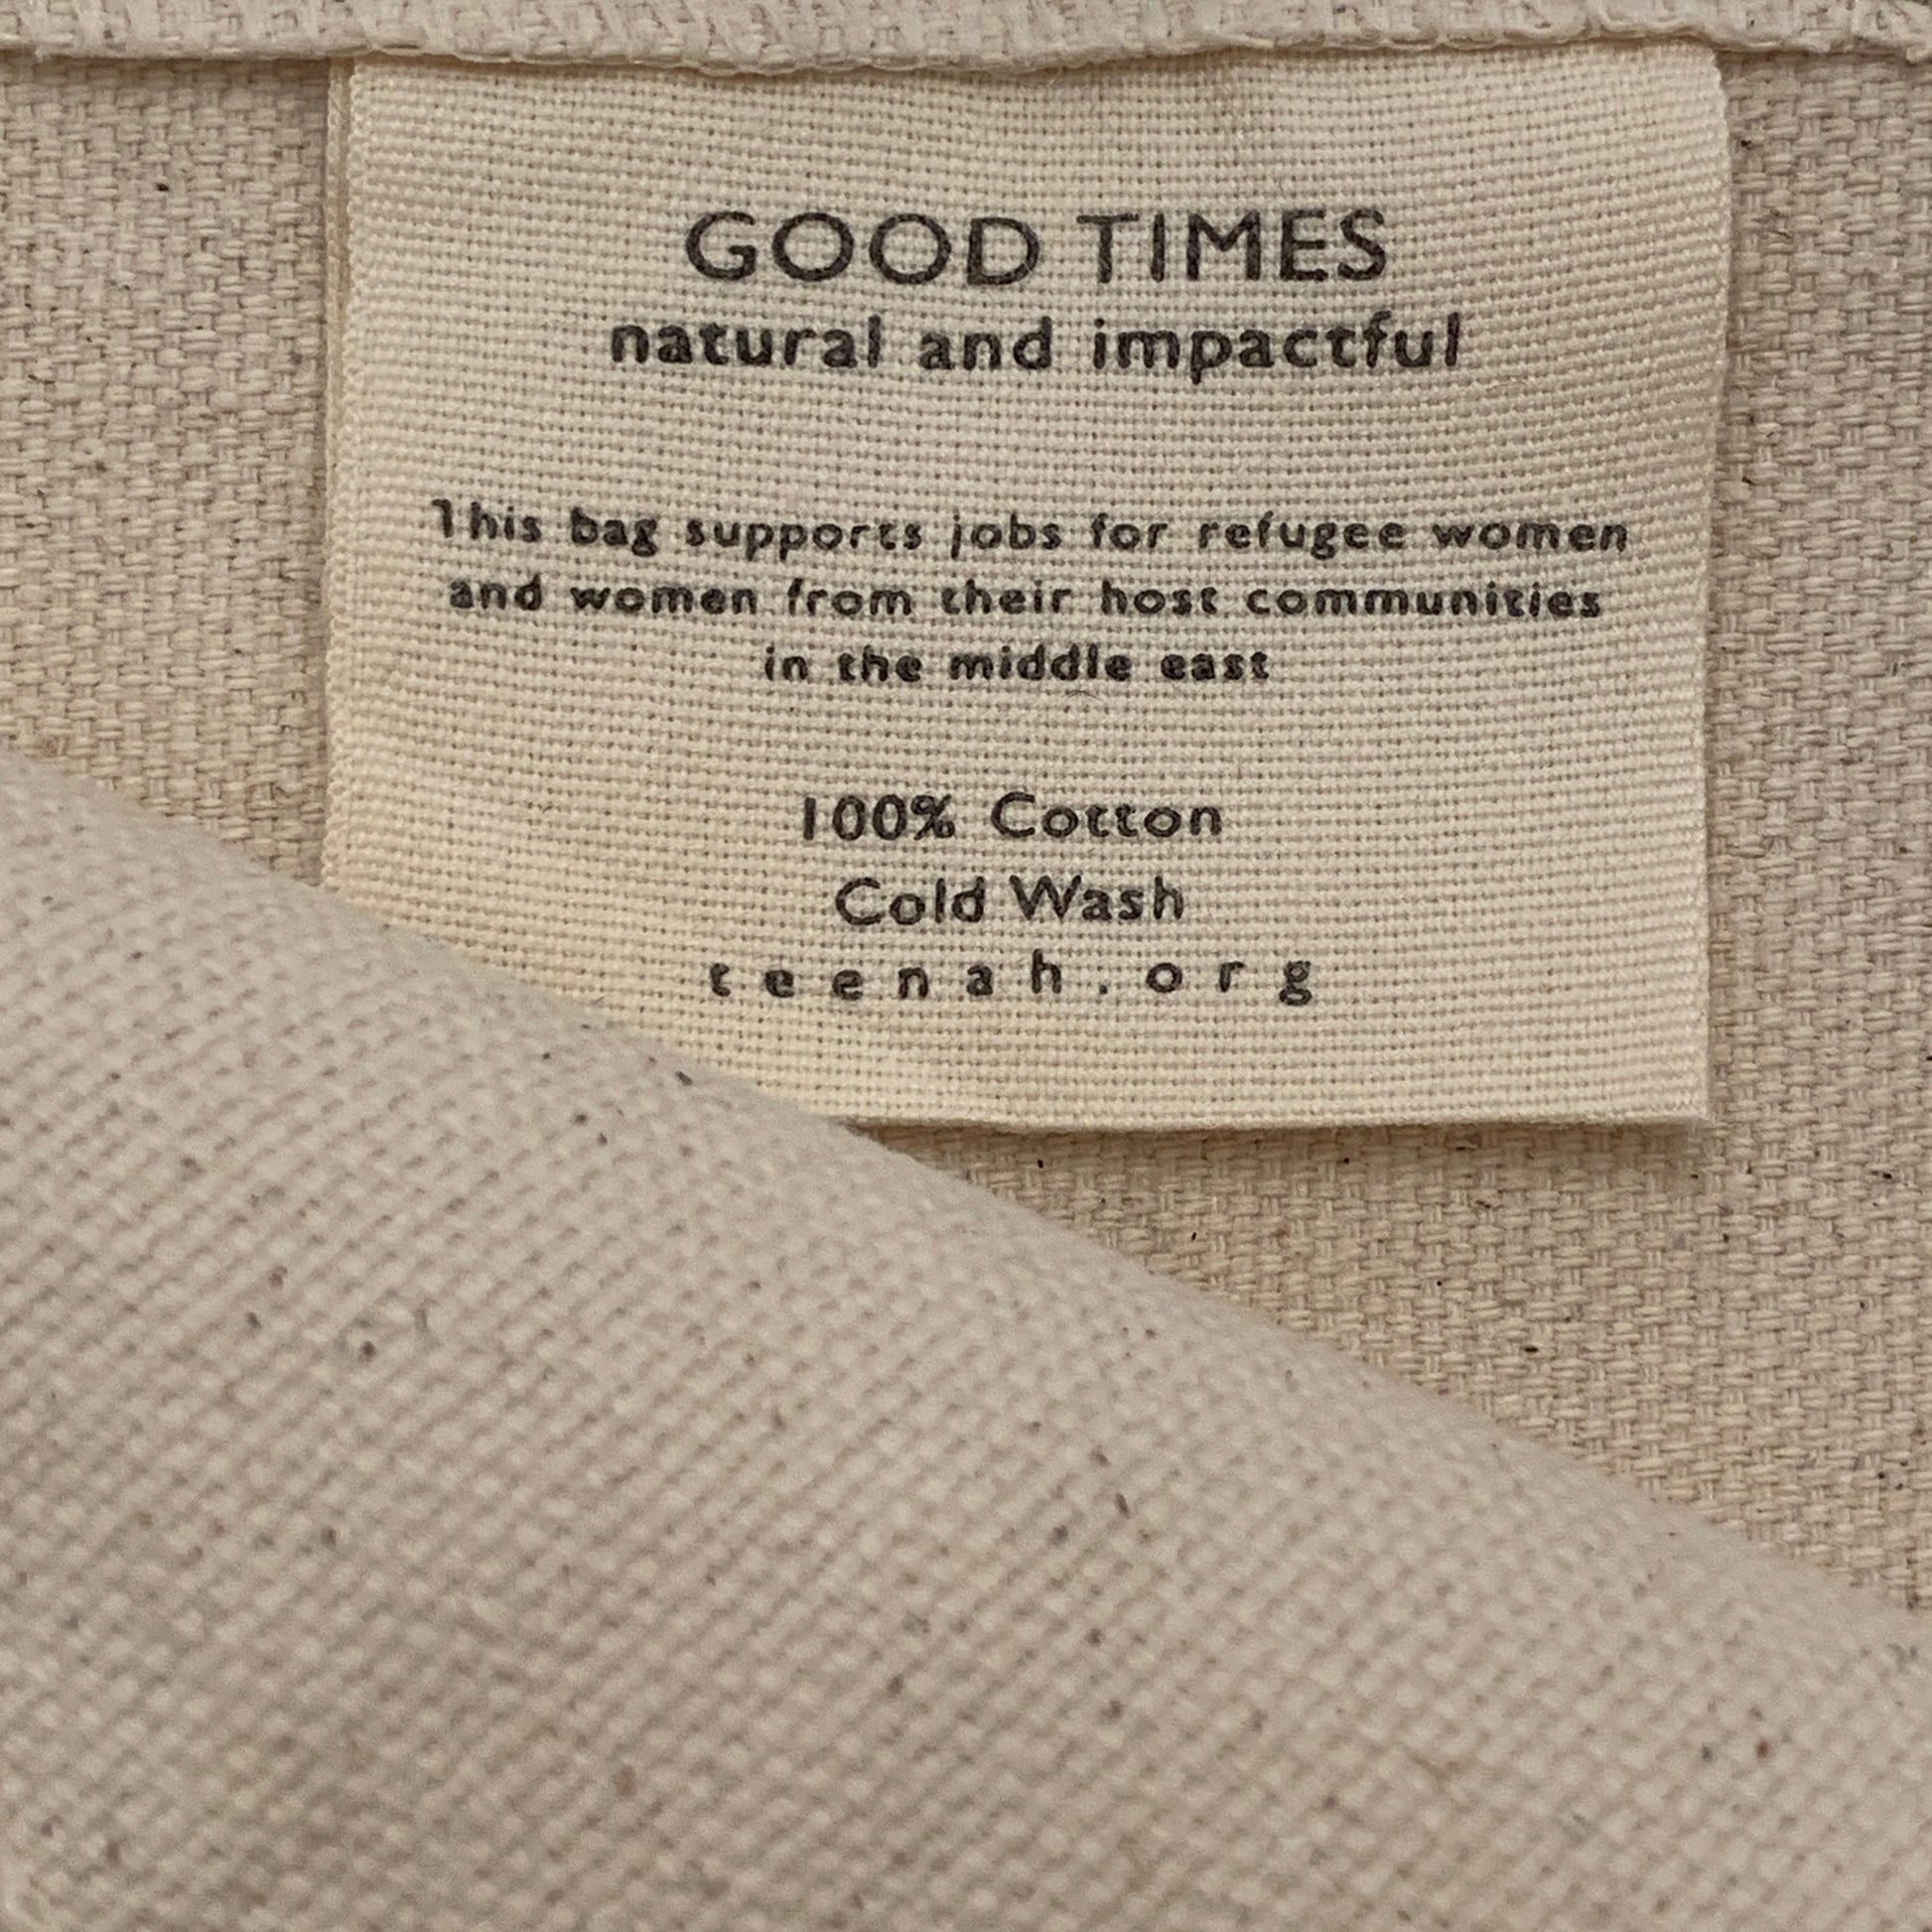 GOOD TIMES
natural and impactful
This bag supports jobs for refugee women
and women from their host communities
in the middle east
100% Cotton
Cold Wash
teenah.org